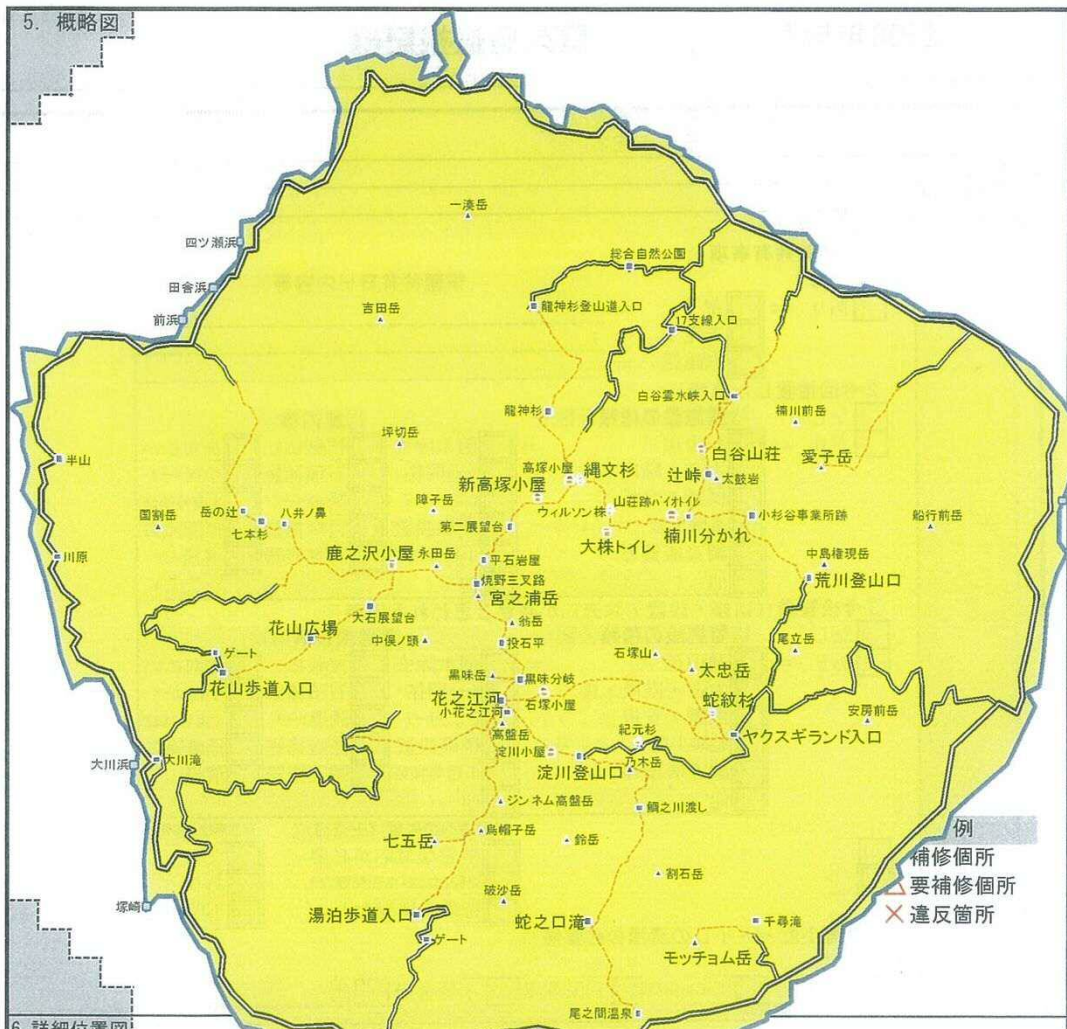 5. 概略図
一湊岳
四ツ瀬浜
総合自然公園
田舎浜
龍神杉登山道入口
前浜
吉田岳
17支線入口
白谷雲水峡入口
龍神杉
楠川前岳
坪切岳
白谷山荘
半山
高塚小屋
縄文杉
辻峠
愛子岳
太鼓岩
新高塚小屋
岳の辻
障子岳
ウィルソン株
山荘跡バイオトイレ
国割岳
七本杉
八井ノ鼻
第二展望台
大株トイレ
楠川分かれ
小杉谷事業所跡
船行前岳
川原
鹿之沢小屋
永田岳
平石岩屋
中島権現岳
焼野三叉路
荒川登山口
宮之浦岳
大石展望台
花山広場
中俣ノ頭
翁岳
投石平
尾立岳
ゲート
石塚山
花山歩道入口
黒味岳
黒味分岐
太忠岳
花之江河
石塚小屋
蛇紋杉
小花之江河
安房前岳
高盤岳
紀元杉
ヤクスギランド入口
大川浜
大川滝
淀川小屋
淀川登山口
乃木岳
ジンネム高盤岳
鯛之川渡し
烏帽子岳
七五岳
鈴岳
例
補修個所
割石岳
△要補修個所
破沙岳
×違反箇所
塚崎
湯泊歩道入口
蛇之口滝
千尋滝
ゲート
モッチョム岳
尾之間温泉
6.詳細位置図